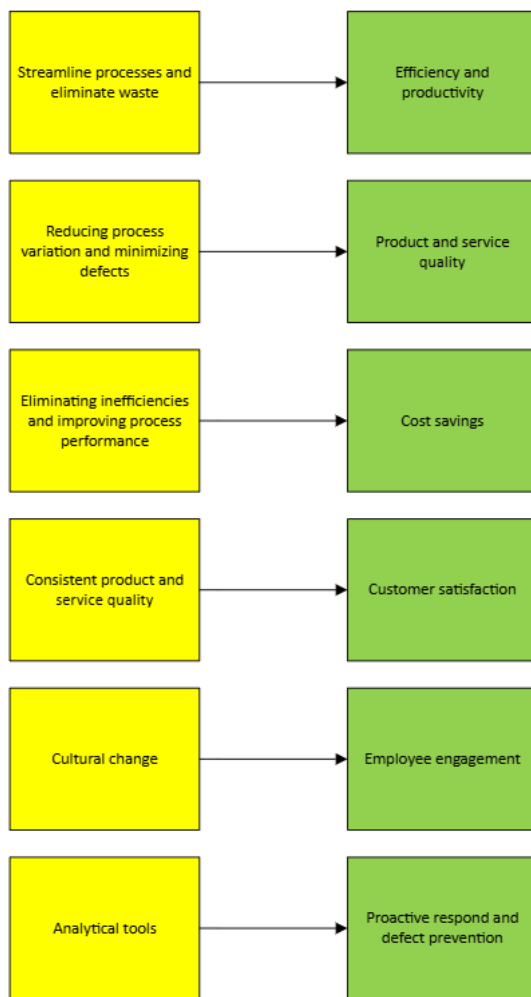 Streamline processes and
eliminate waste
Efficiency and
productivity
Reducing process
variation and minimizing
defects
Product and service
quality
Eliminating inefficiencies
and improving process
performance
Cost savings
Consistent product and
service quality
Customer satisfaction
Cultural change
Employee engagement
Analytical tools
Proactive respond and
defect prevention